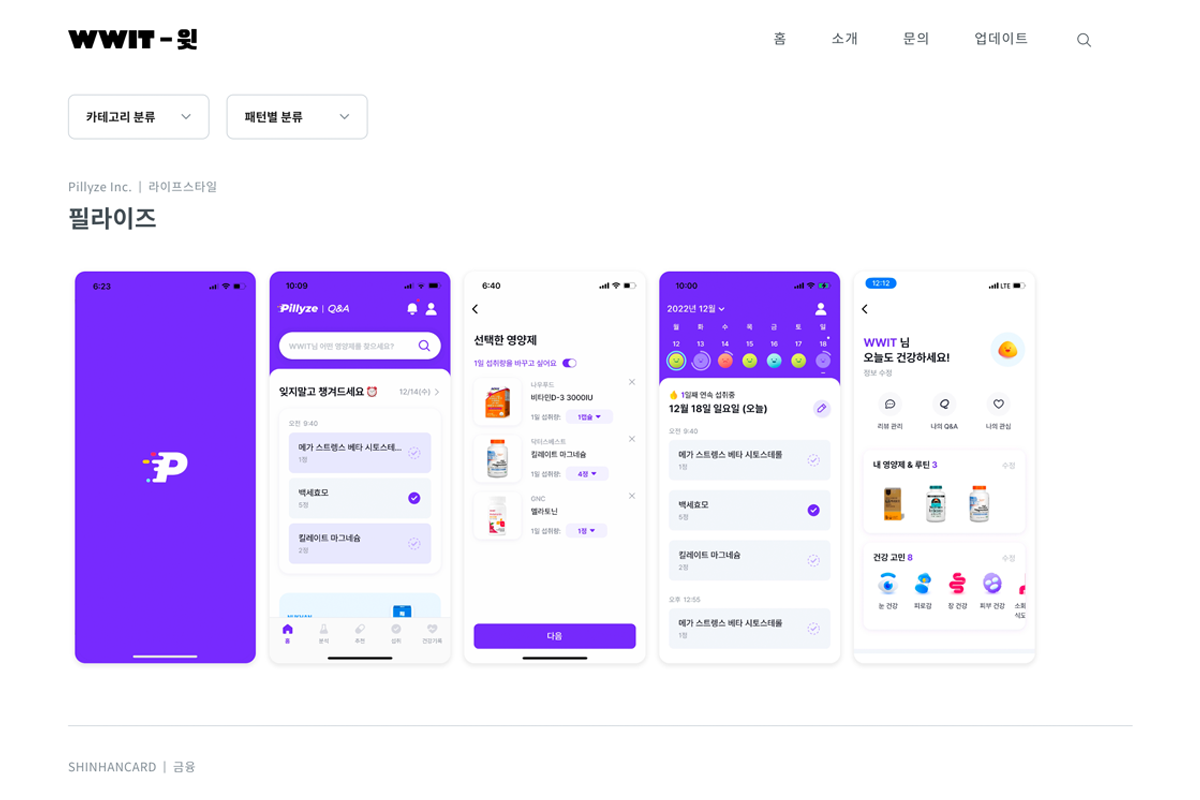 WWIT - 윗
홈 소개 문의 업데이트
카테고리 분류 패턴별 분류
Pillyze Inc. | 라이프스타일
필라이즈
6:23
10:09
Pillyze | Q&A
WWIT님 어떤 영양제를 찾으세요?
잊지말고 챙겨드세요 ⏰ 12/14(수)
오전 9:40
메가 스트렝스 베타 시토스테...
1정
백세효모
5정
킬레이트 마그네슘
2정
홈 분석 추천 섭취 건강기록
6:40
선택한 영양제
1일 섭취량을 바꾸고 싶어요
나우푸드
비타민D-3 3000IU
1일 섭취량: 1캡슐
닥터스베스트
킬레이트 마그네슘
1일 섭취량: 4정
GNC
멜라토닌
1일 섭취량: 1정
다음
10:00
2022년 12월
월 화 수 목 금 토 일
12 13 14 15 16 17 18
1일째 연속 섭취중
12월 18일 일요일 (오늘)
오전 9:40
메가 스트렝스 베타 시토스테롤
1정
백세효모
5정
킬레이트 마그네슘
2정
오후 12:55
메가 스트렝스 베타 시토스테롤
1정
12:12 LTE
WWIT 님
오늘도 건강하세요!
정보 수정
리뷰 관리 나의 Q&A 나의 관심
내 영양제 & 루틴 3 수정
건강 고민 8 수정
눈 건강 피로감 장 건강 피부 건강 소화
식도
SHINHANCARD | 금융